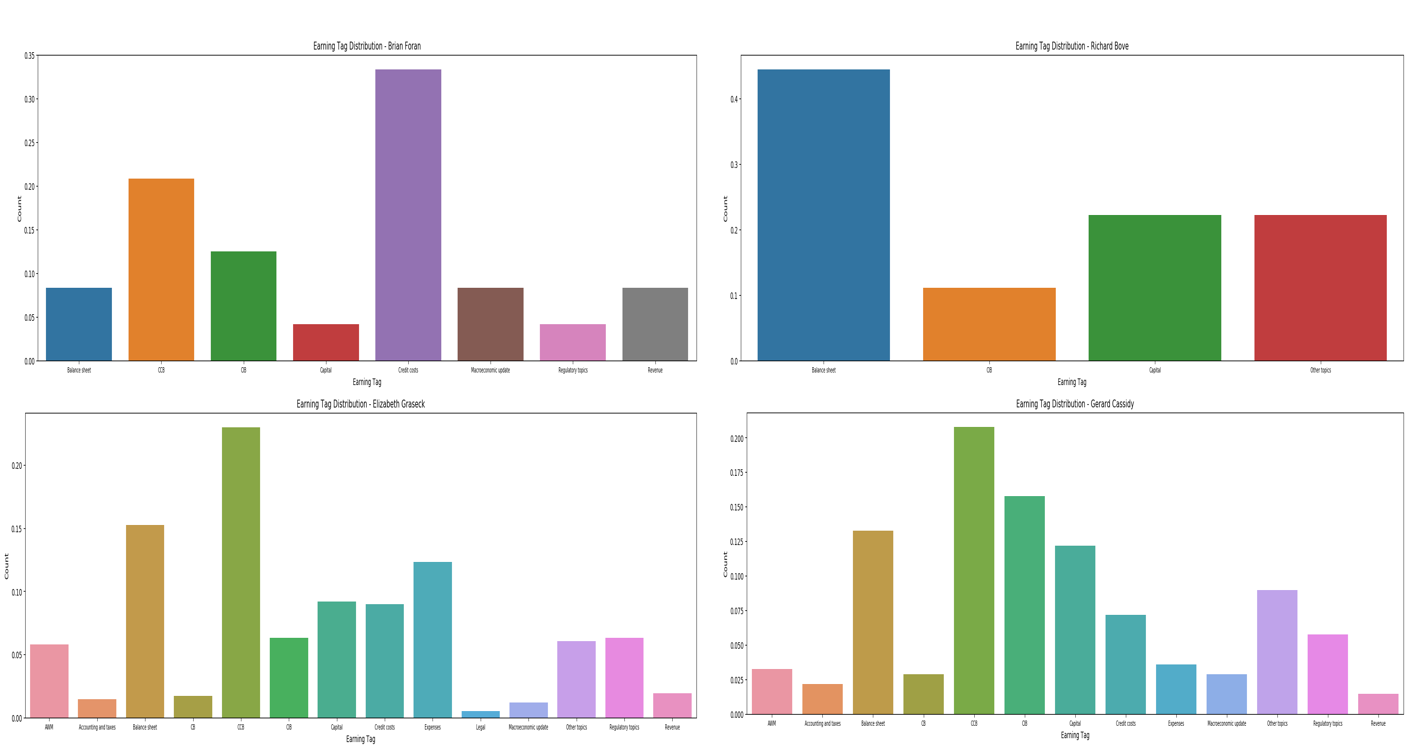 Earning Tag Distribution - Brian Foran
0.35
0.30
0.25
0.20
0.15
0.10
0.05
0.00
Count
Balance sheet CCB CIB Capital Credit costs Macroeconomic update Regulatory topics Revenue
Earning Tag
Earning Tag Distribution - Richard Bove
0.4
0.3
0.2
0.1
0.0
Count
Balance sheet CIB Capital Other topics
Earning Tag
Earning Tag Distribution - Elizabeth Graseck
0.20
0.15
0.10
0.05
0.00
Count
AWM Accounting and taxes Balance sheet CB CCB CIB Capital Credit costs Expenses Legal Macroeconomic update Other topics Regulatory topics Revenue
Earning Tag
Earning Tag Distribution - Gerard Cassidy
0.200
0.175
0.150
0.125
0.100
0.075
0.050
0.025
0.000
Count
AWM Accounting and taxes Balance sheet CB CCB CIB Capital Credit costs Expenses Macroeconomic update Other topics Regulatory topics Revenue
Earning Tag